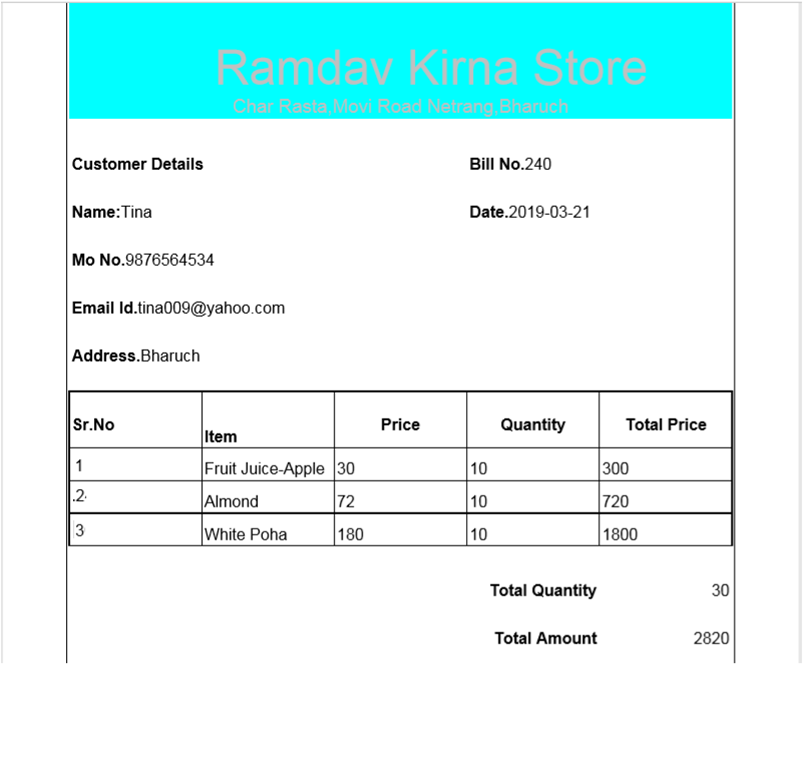 Ramdav Kirna Store
Char Rasta,Movi Road Netrang,Bharuch
Customer Details Bill No.240
Name:Tina Date.2019-03-21
Mo No.9876564534
Email Id.tina009@yahoo.com
Address.Bharuch
Sr.No Item Price Quantity Total Price
1 Fruit Juice-Apple 30 10 300
.2. Almond 72 10 720
3 White Poha 180 10 1800
Total Quantity 30
Total Amount 2820